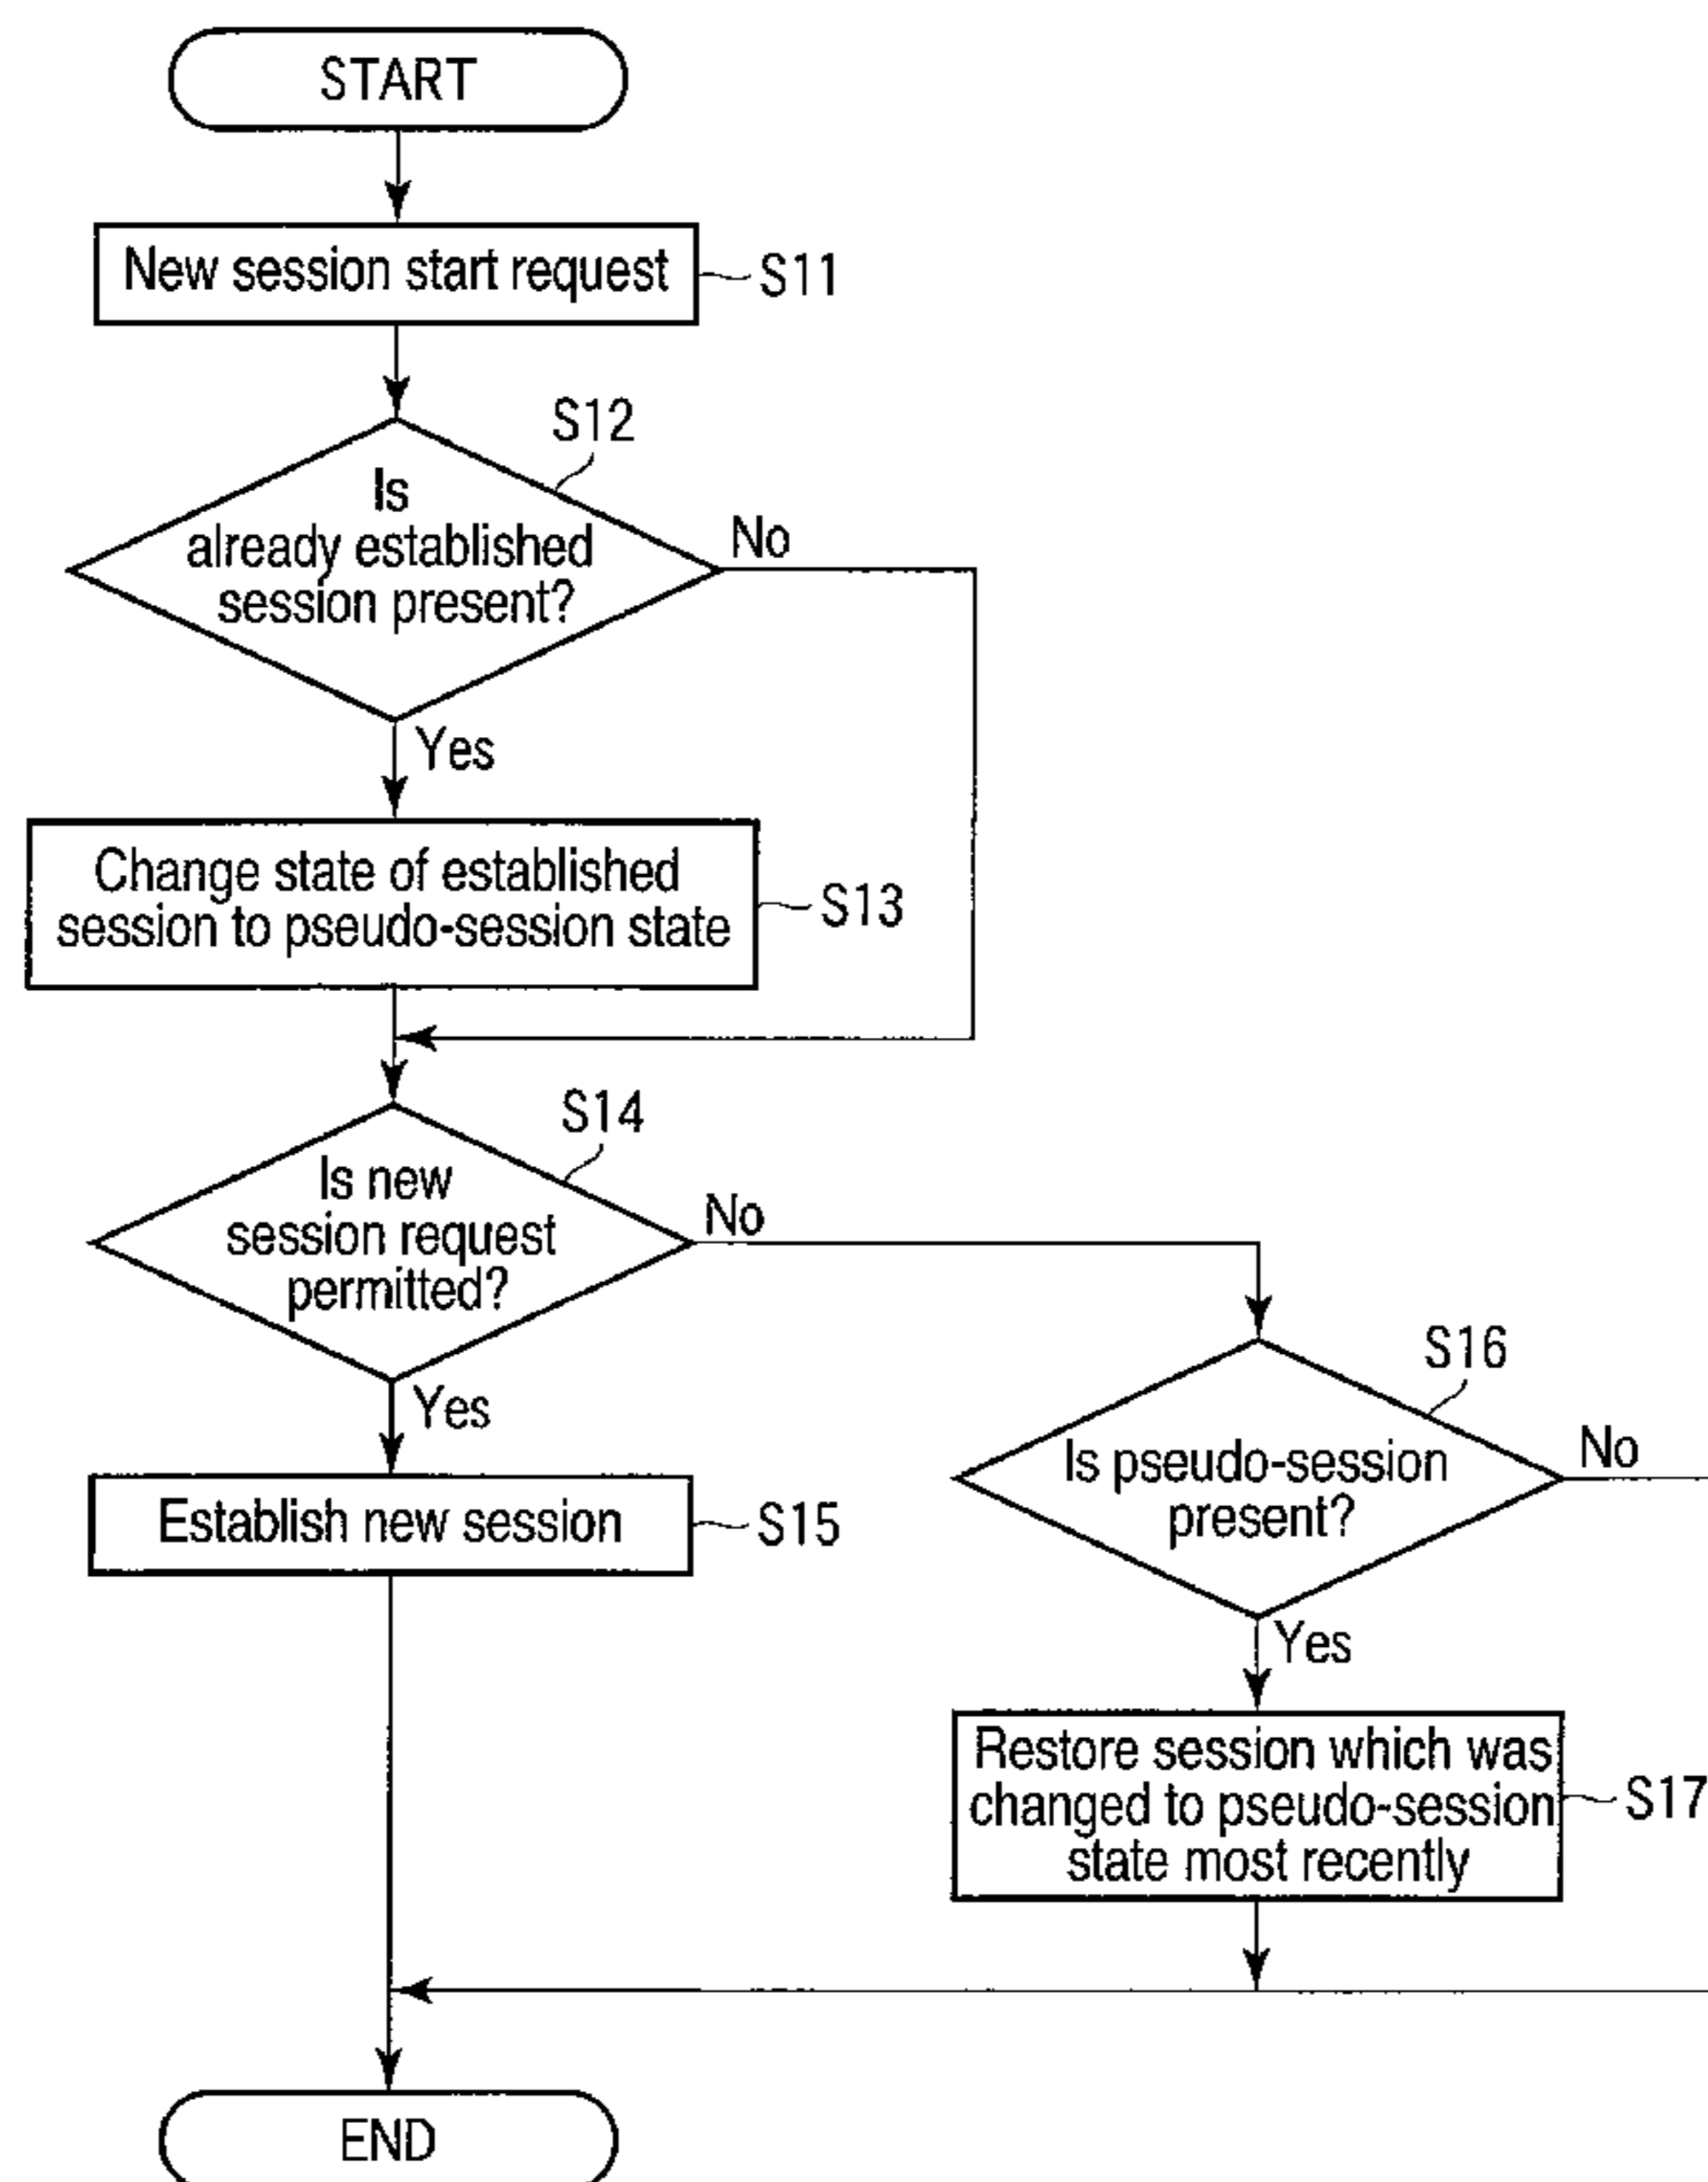 START
New session start request
S11
S12
Is
already established
session present?
No
Yes
Change state of established
session to pseudo-session state
S13
S14
Is new
session request
permitted?
No
Yes
Establish new session
S15
S16
Is pseudo-session
present?
No
Yes
Restore session which was
changed to pseudo-session
state most recently
S17
END